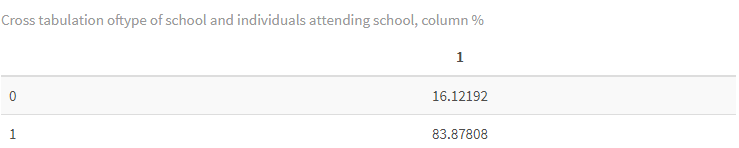 Cross tabulation oftype of school and individuals attending school, column %
1
0 16.12192
1 83.87808